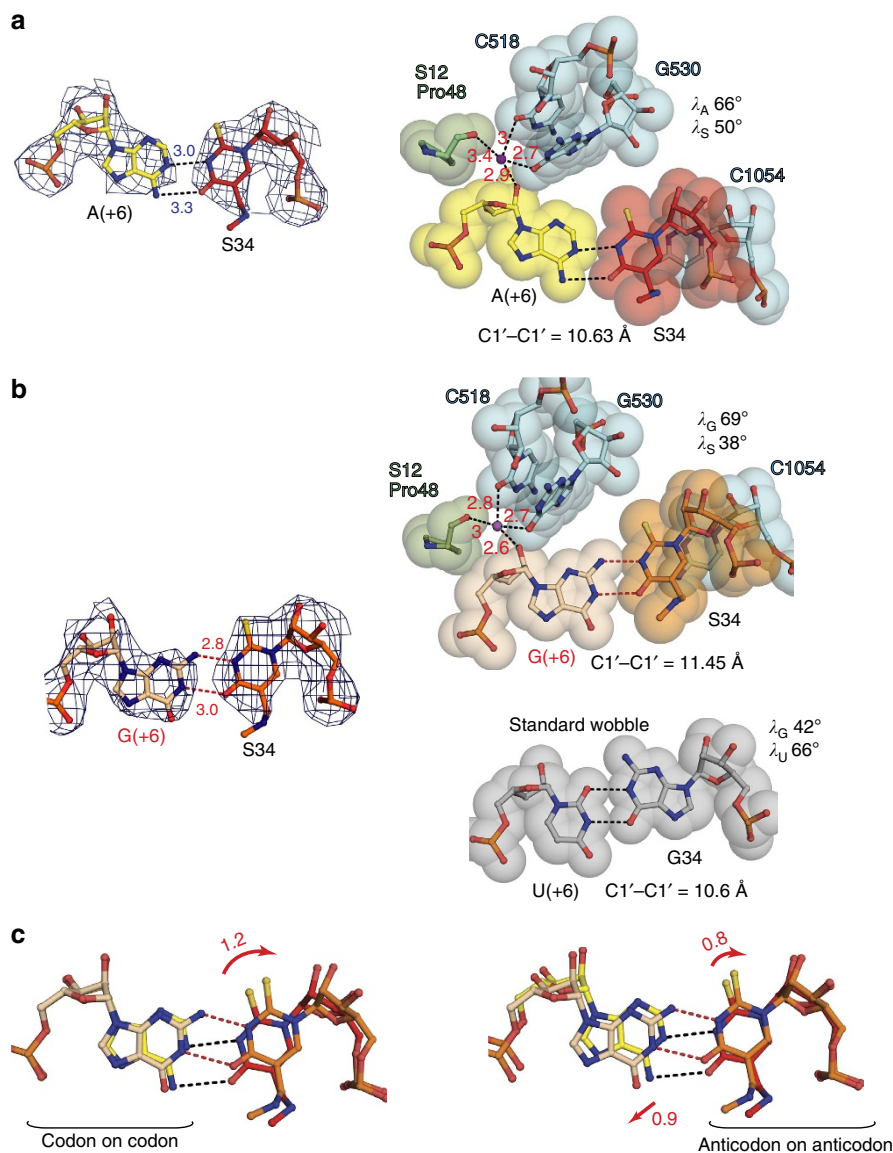 a
C518
S12
Pro48
G530
λA 66°
λS 50°
3
3.4
2.7
2.9
C1054
3.0
3.3
A(+6)
S34
A(+6)
C1′–C1′ = 10.63 Å
S34
b
C518
G530
λG 69°
λS 38°
S12
Pro48
C1054
2.8
2.7
3
2.6
S34
G(+6)
C1′–C1′ = 11.45 Å
2.8
3.0
G(+6)
S34
Standard wobble
λG 42°
λU 66°
G34
U(+6)
C1′–C1′ = 10.6 Å
c
1.2
0.8
0.9
Codon on codon
Anticodon on anticodon